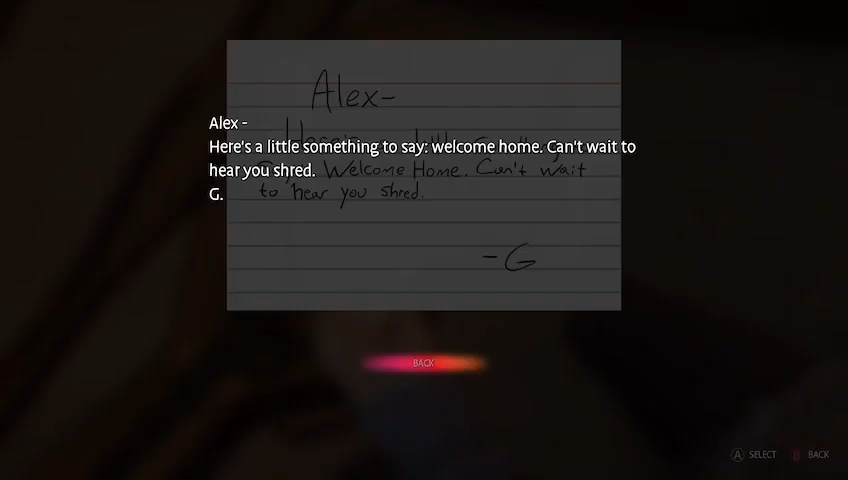 Alex-
Alex -
Here's a little something to say: welcome home. Can't wait to
hear you shred.
G.
Welcome Home. Can't wait
to hear you shred.
-G
BACK
A SELECT
BACK